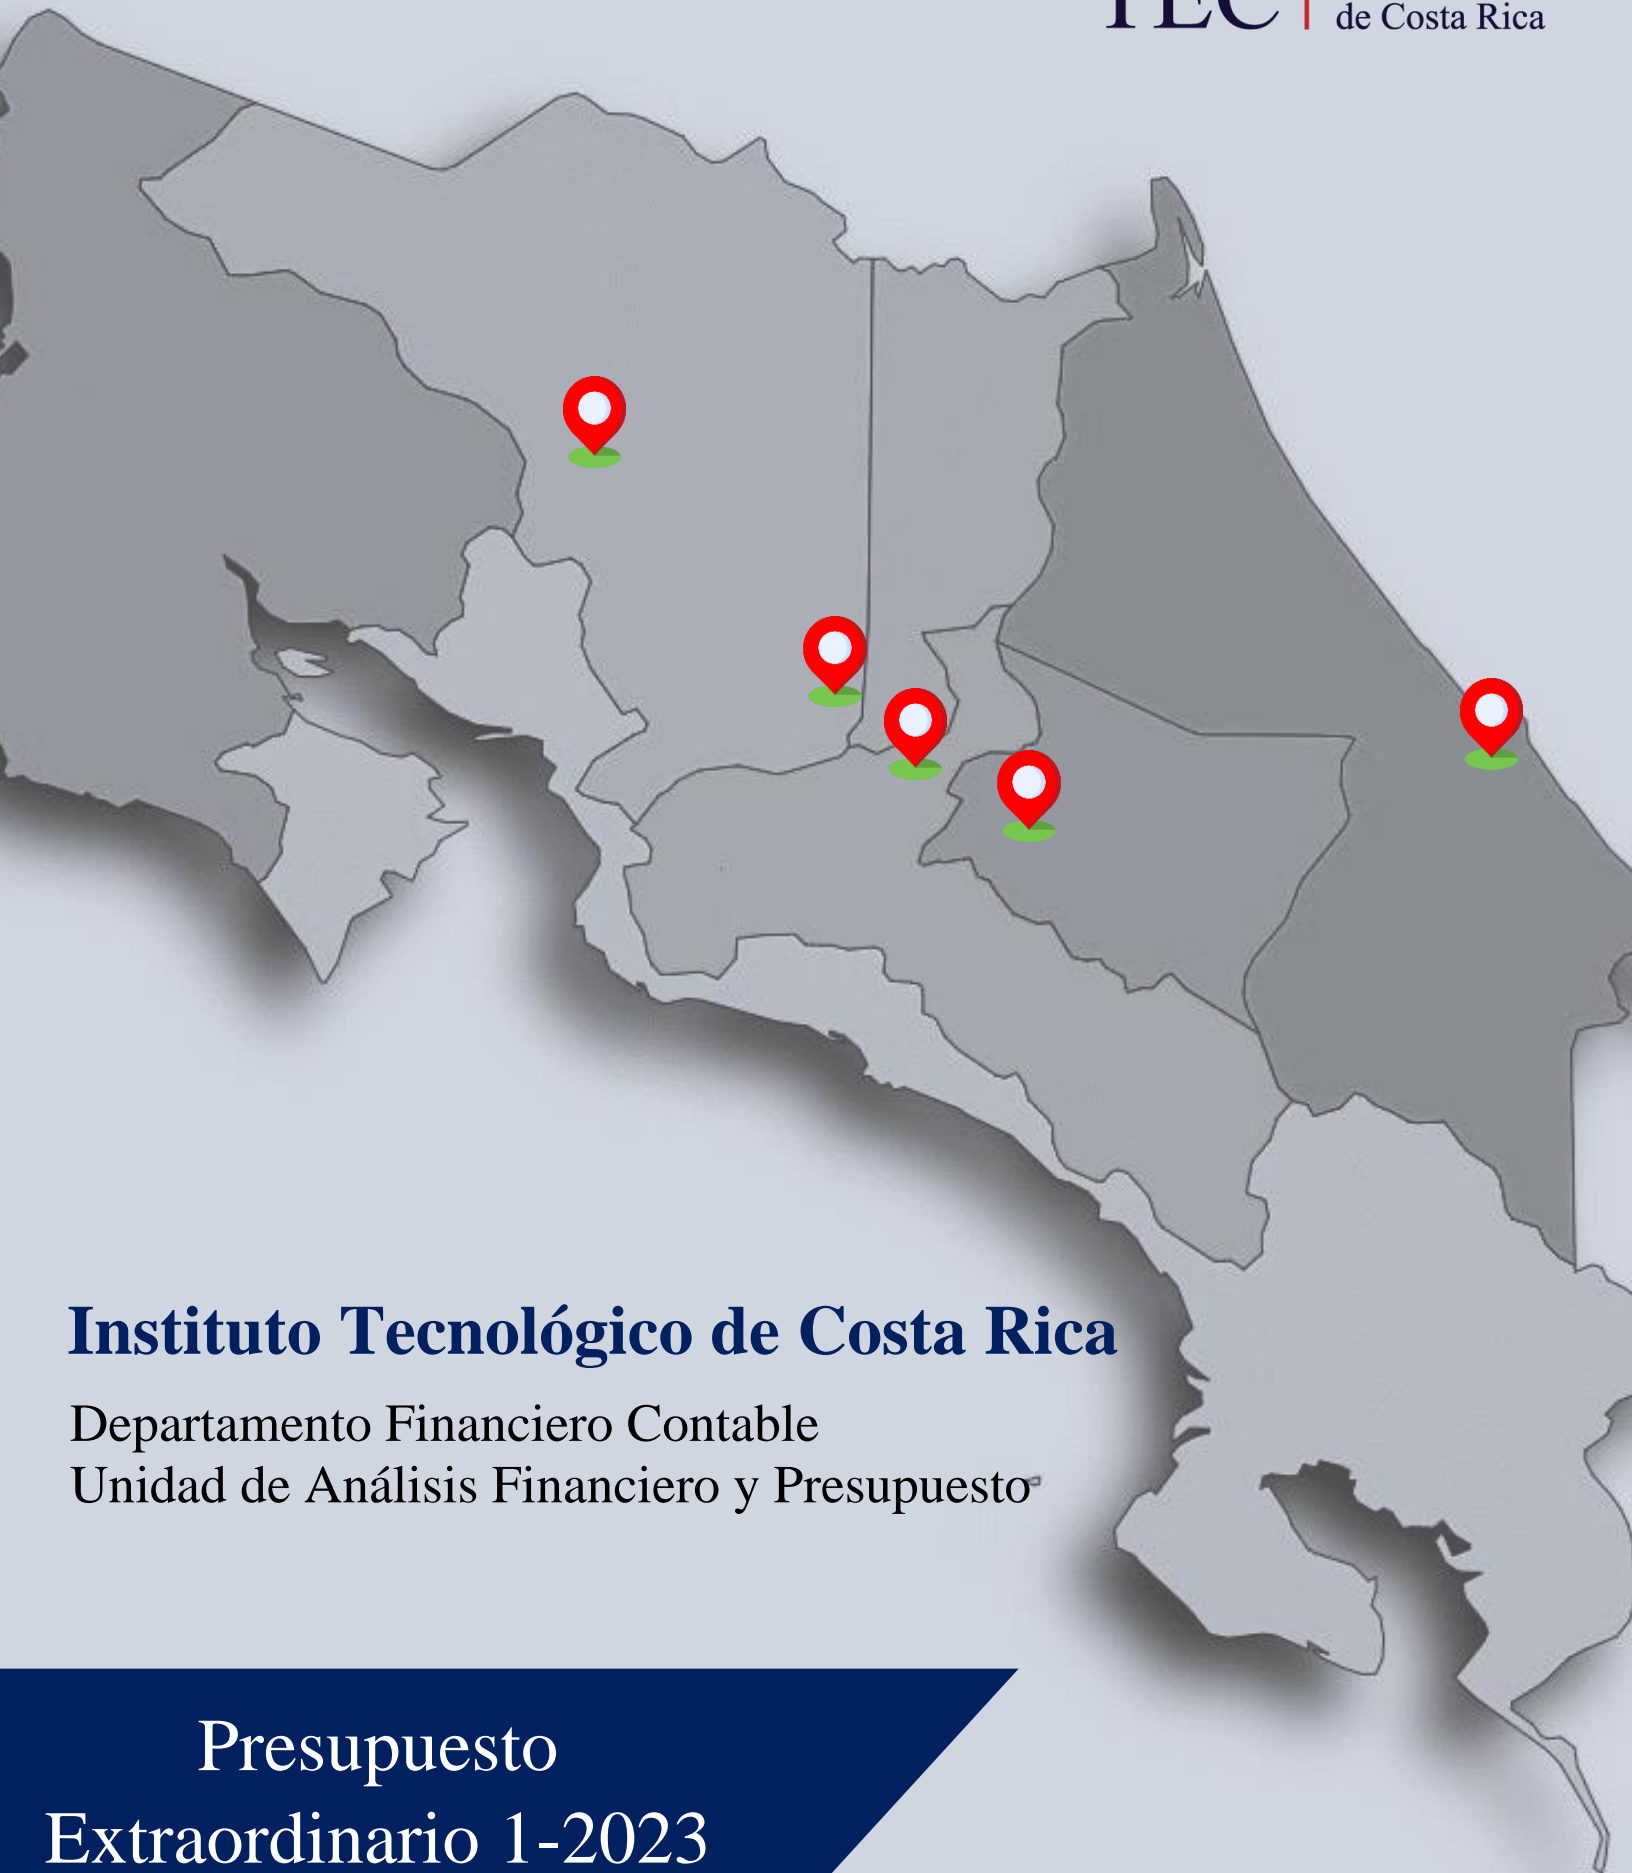 TEC | de Costa Rica
Instituto Tecnológico de Costa Rica
Departamento Financiero Contable
Unidad de Análisis Financiero y Presupuesto
Presupuesto
Extraordinario 1-2023